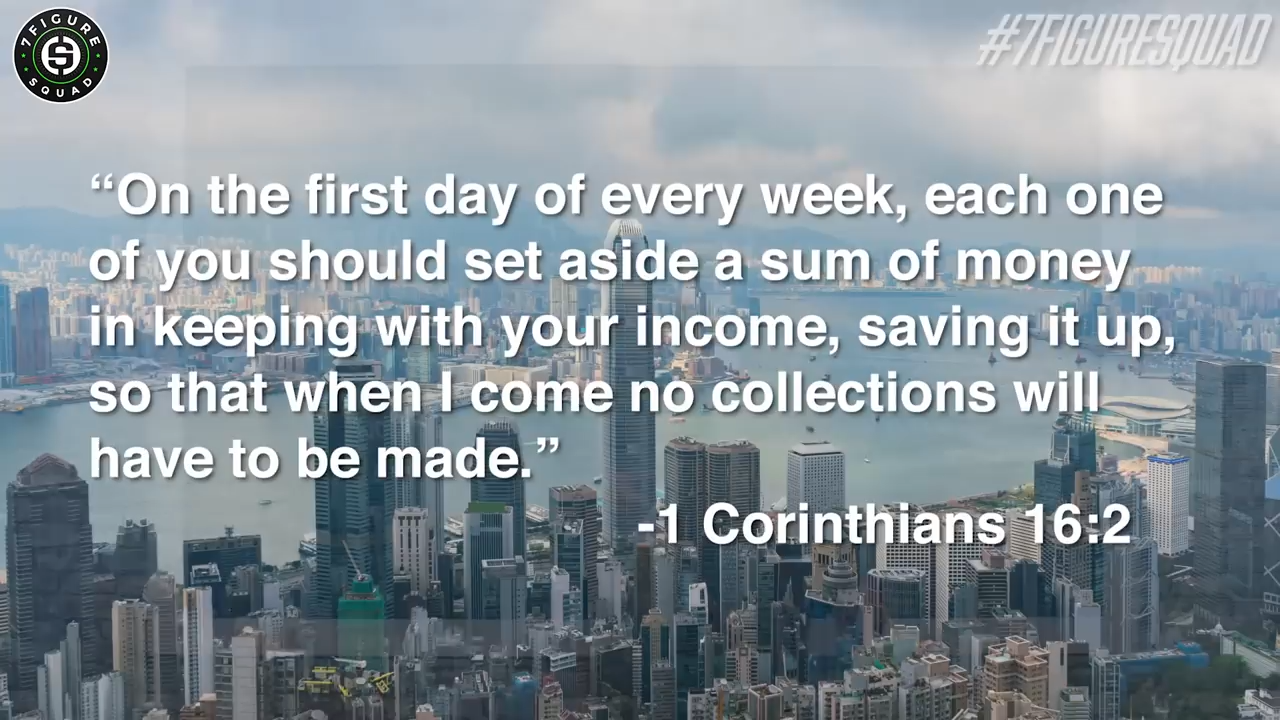 7FIGURE
SQUAD
#7FIGURESQUAD
“On the first day of every week, each one
of you should set aside a sum of money
in keeping with your income, saving it up,
so that when I come no collections will
have to be made.”
-1 Corinthians 16:2